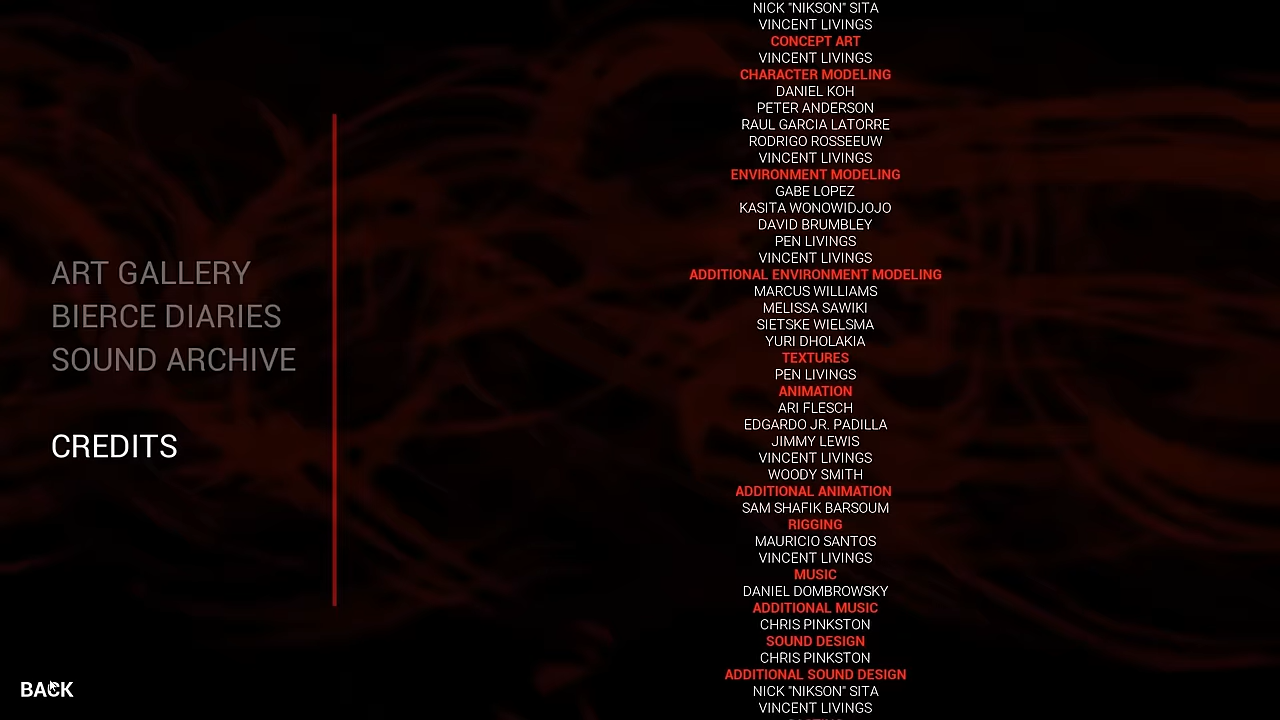 ART GALLERY
BIERCE DIARIES
SOUND ARCHIVE
CREDITS
BACK
NICK "NIKSON" SITA
VINCENT LIVINGS
CONCEPT ART
VINCENT LIVINGS
CHARACTER MODELING
DANIEL KOH
PETER ANDERSON
RAUL GARCIA LATORRE
RODRIGO ROSSEEUW
VINCENT LIVINGS
ENVIRONMENT MODELING
GABE LOPEZ
KASITA WONOWIDJOJO
DAVID BRUMBLEY
PEN LIVINGS
VINCENT LIVINGS
ADDITIONAL ENVIRONMENT MODELING
MARCUS WILLIAMS
MELISSA SAWIKI
SIETSKE WIELSMA
YURI DHOLAKIA
TEXTURES
PEN LIVINGS
ANIMATION
ARI FLESCH
EDGARDO JR. PADILLA
JIMMY LEWIS
VINCENT LIVINGS
WOODY SMITH
ADDITIONAL ANIMATION
SAM SHAFIK BARSOUM
RIGGING
MAURICIO SANTOS
VINCENT LIVINGS
MUSIC
DANIEL DOMBROWSKY
ADDITIONAL MUSIC
CHRIS PINKSTON
SOUND DESIGN
CHRIS PINKSTON
ADDITIONAL SOUND DESIGN
NICK "NIKSON" SITA
VINCENT LIVINGS